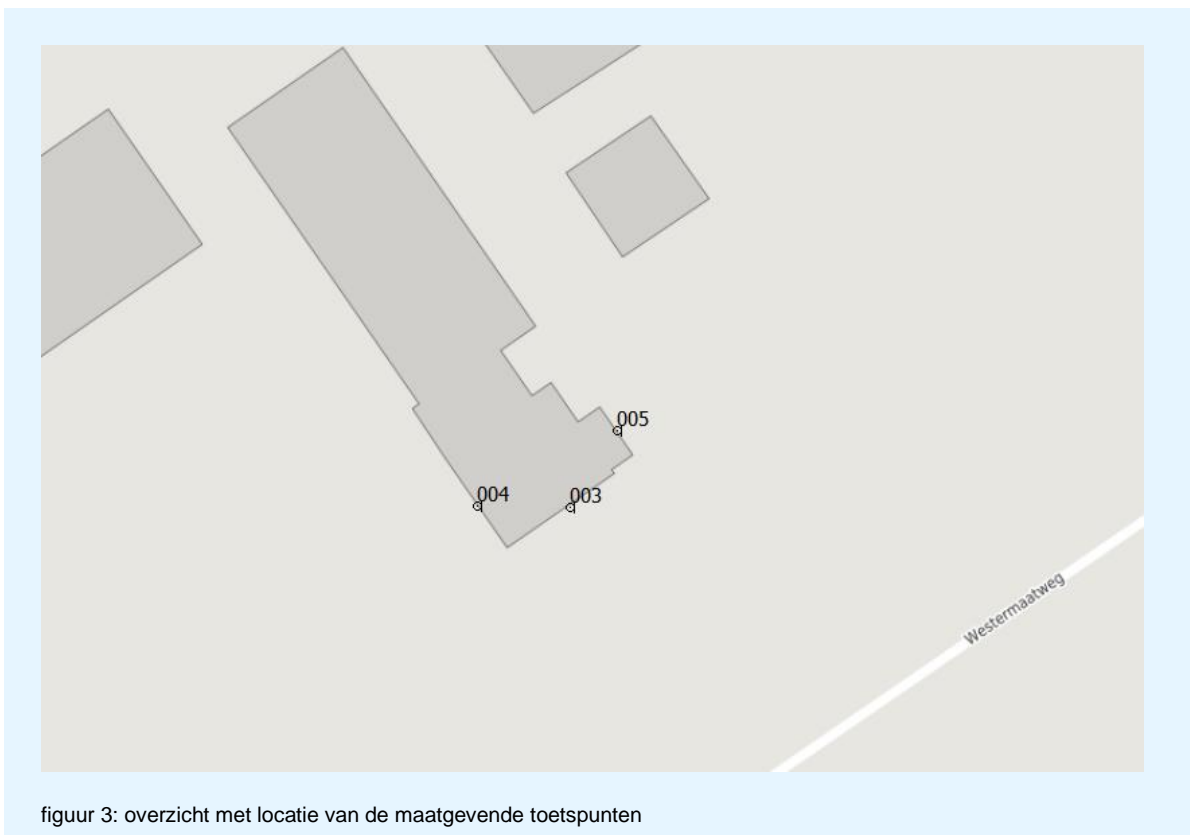 005
004
003
Westermaatweg
figuur 3: overzicht met locatie van de maatgevende toetspunten